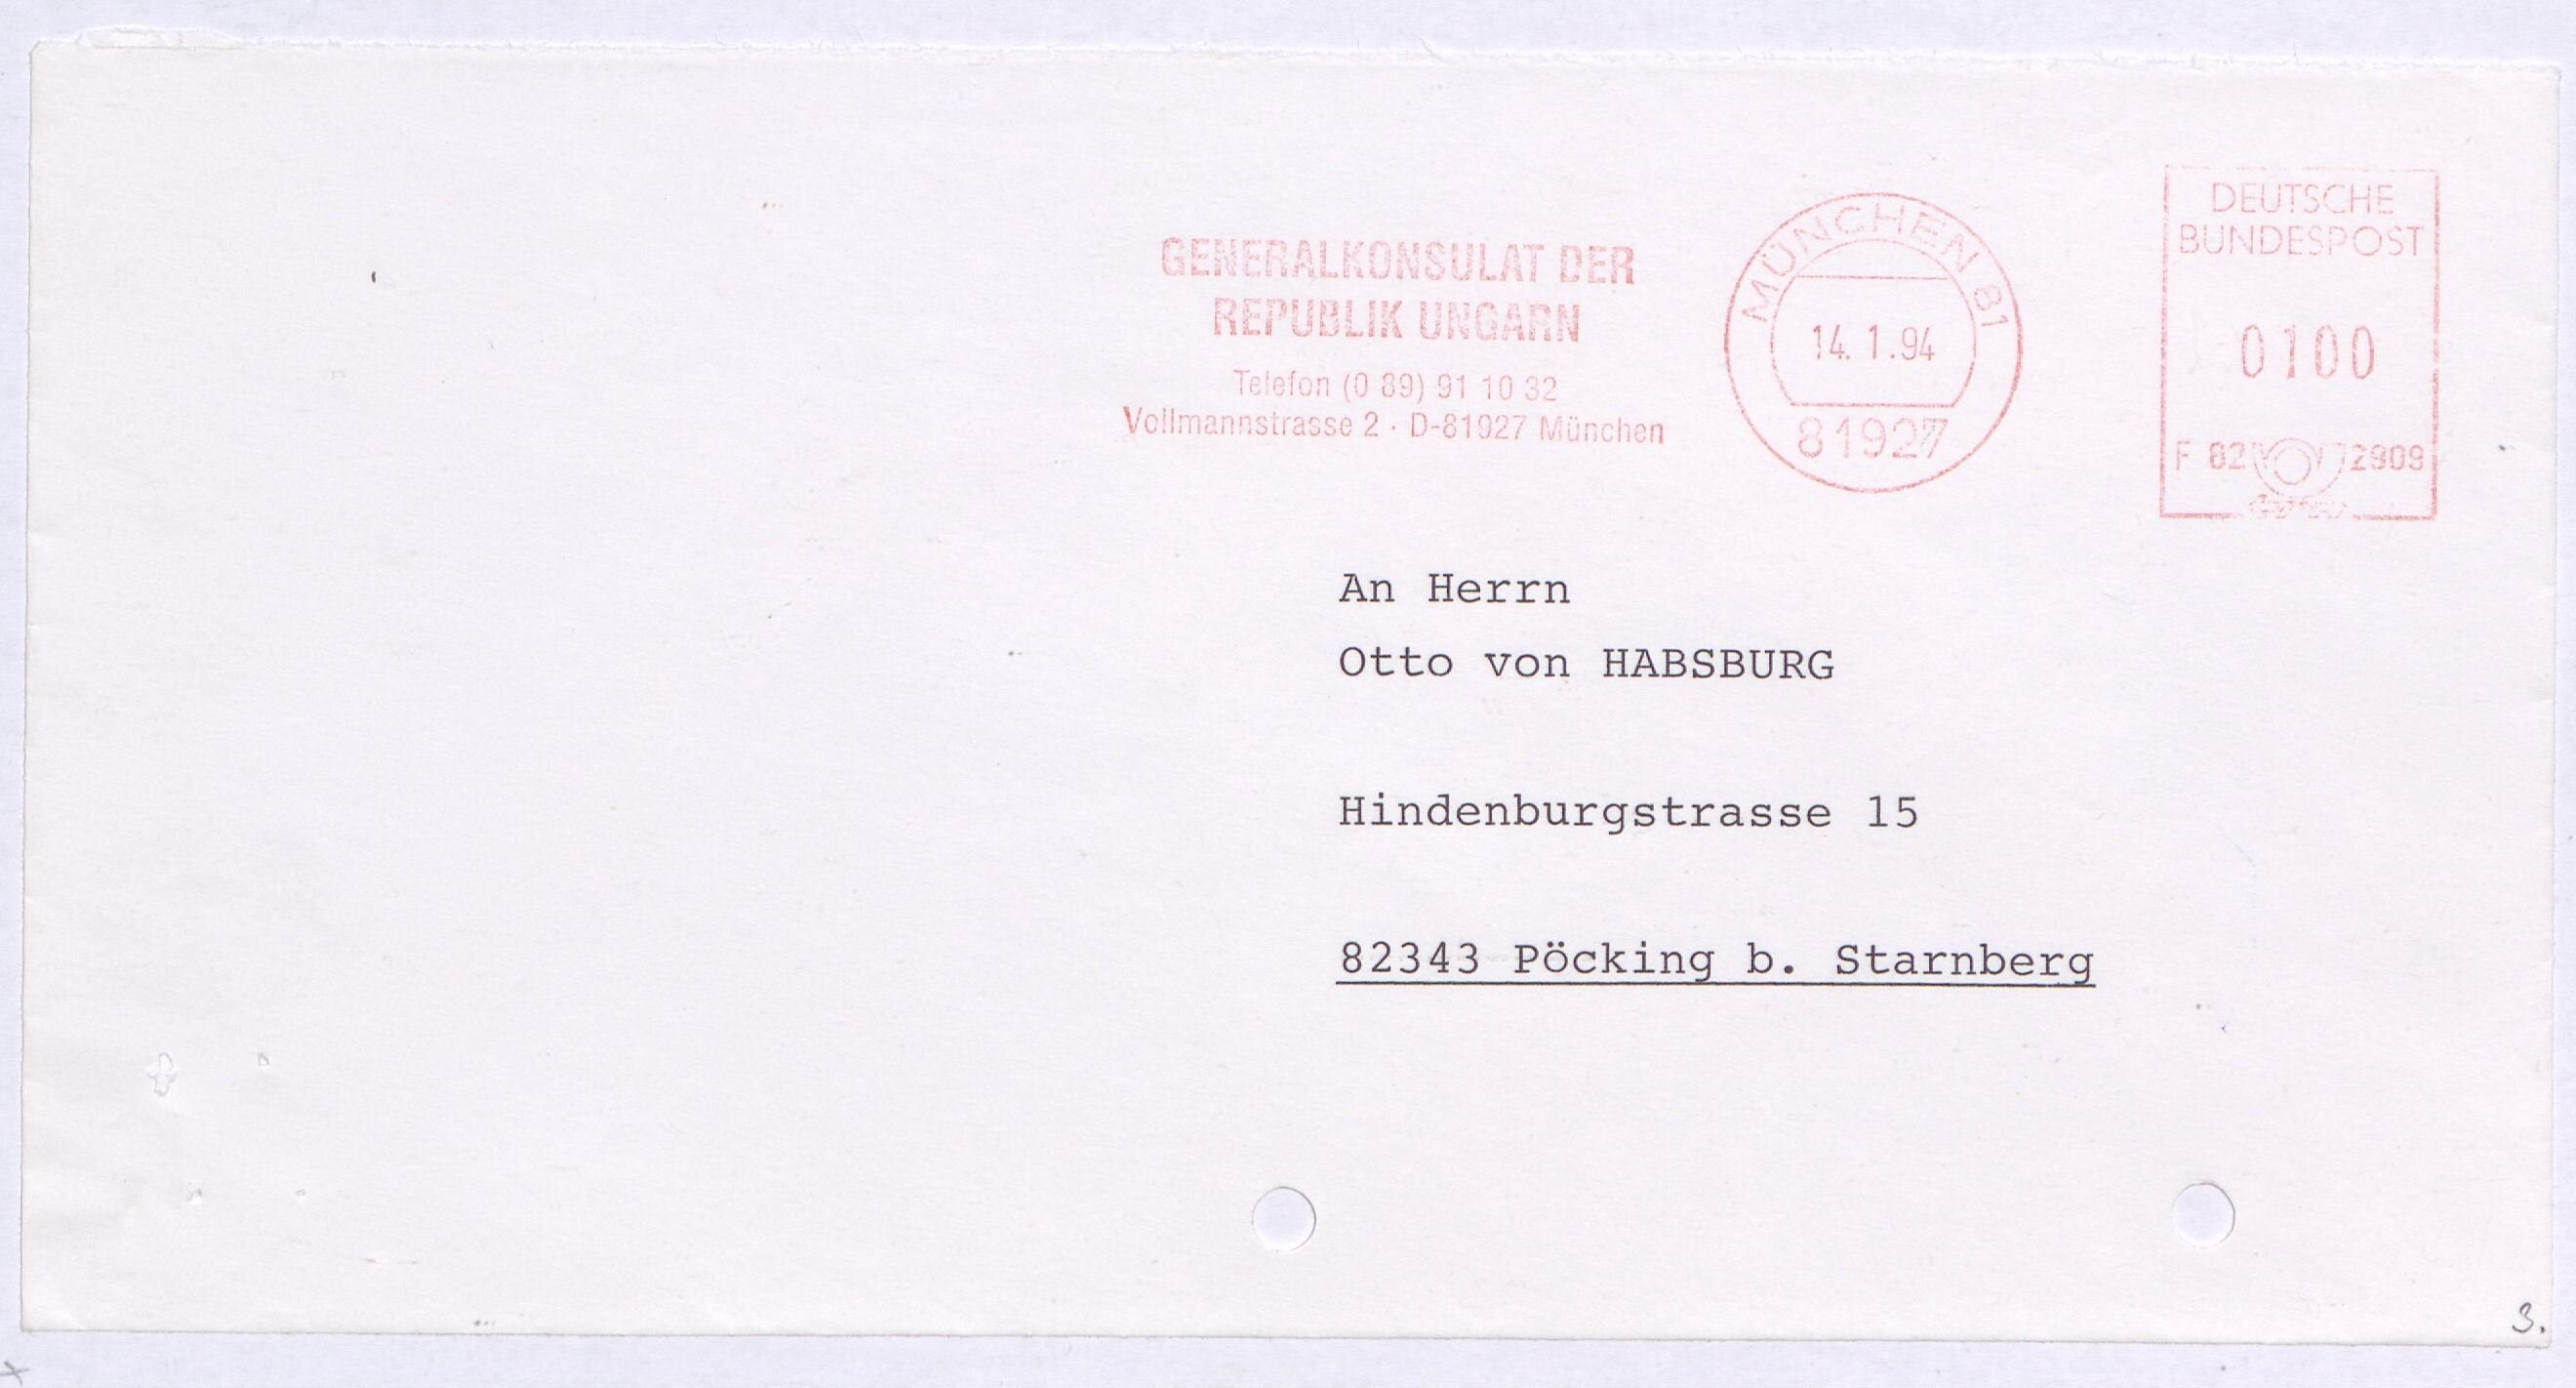 GENERALKONSULAT DER
REPUBLIK UNGARN
Telefon (0 89) 91 10 32
Vollmannstrasse 2 · D-81927 München
MÜNCHEN 81
14. 1.94
81927
DEUTSCHE
BUNDESPOST
0100
F 82 2909
An Herrn
Otto von HABSBURG
Hindenburgstrasse 15
82343 Pöcking b. Starnberg
3.